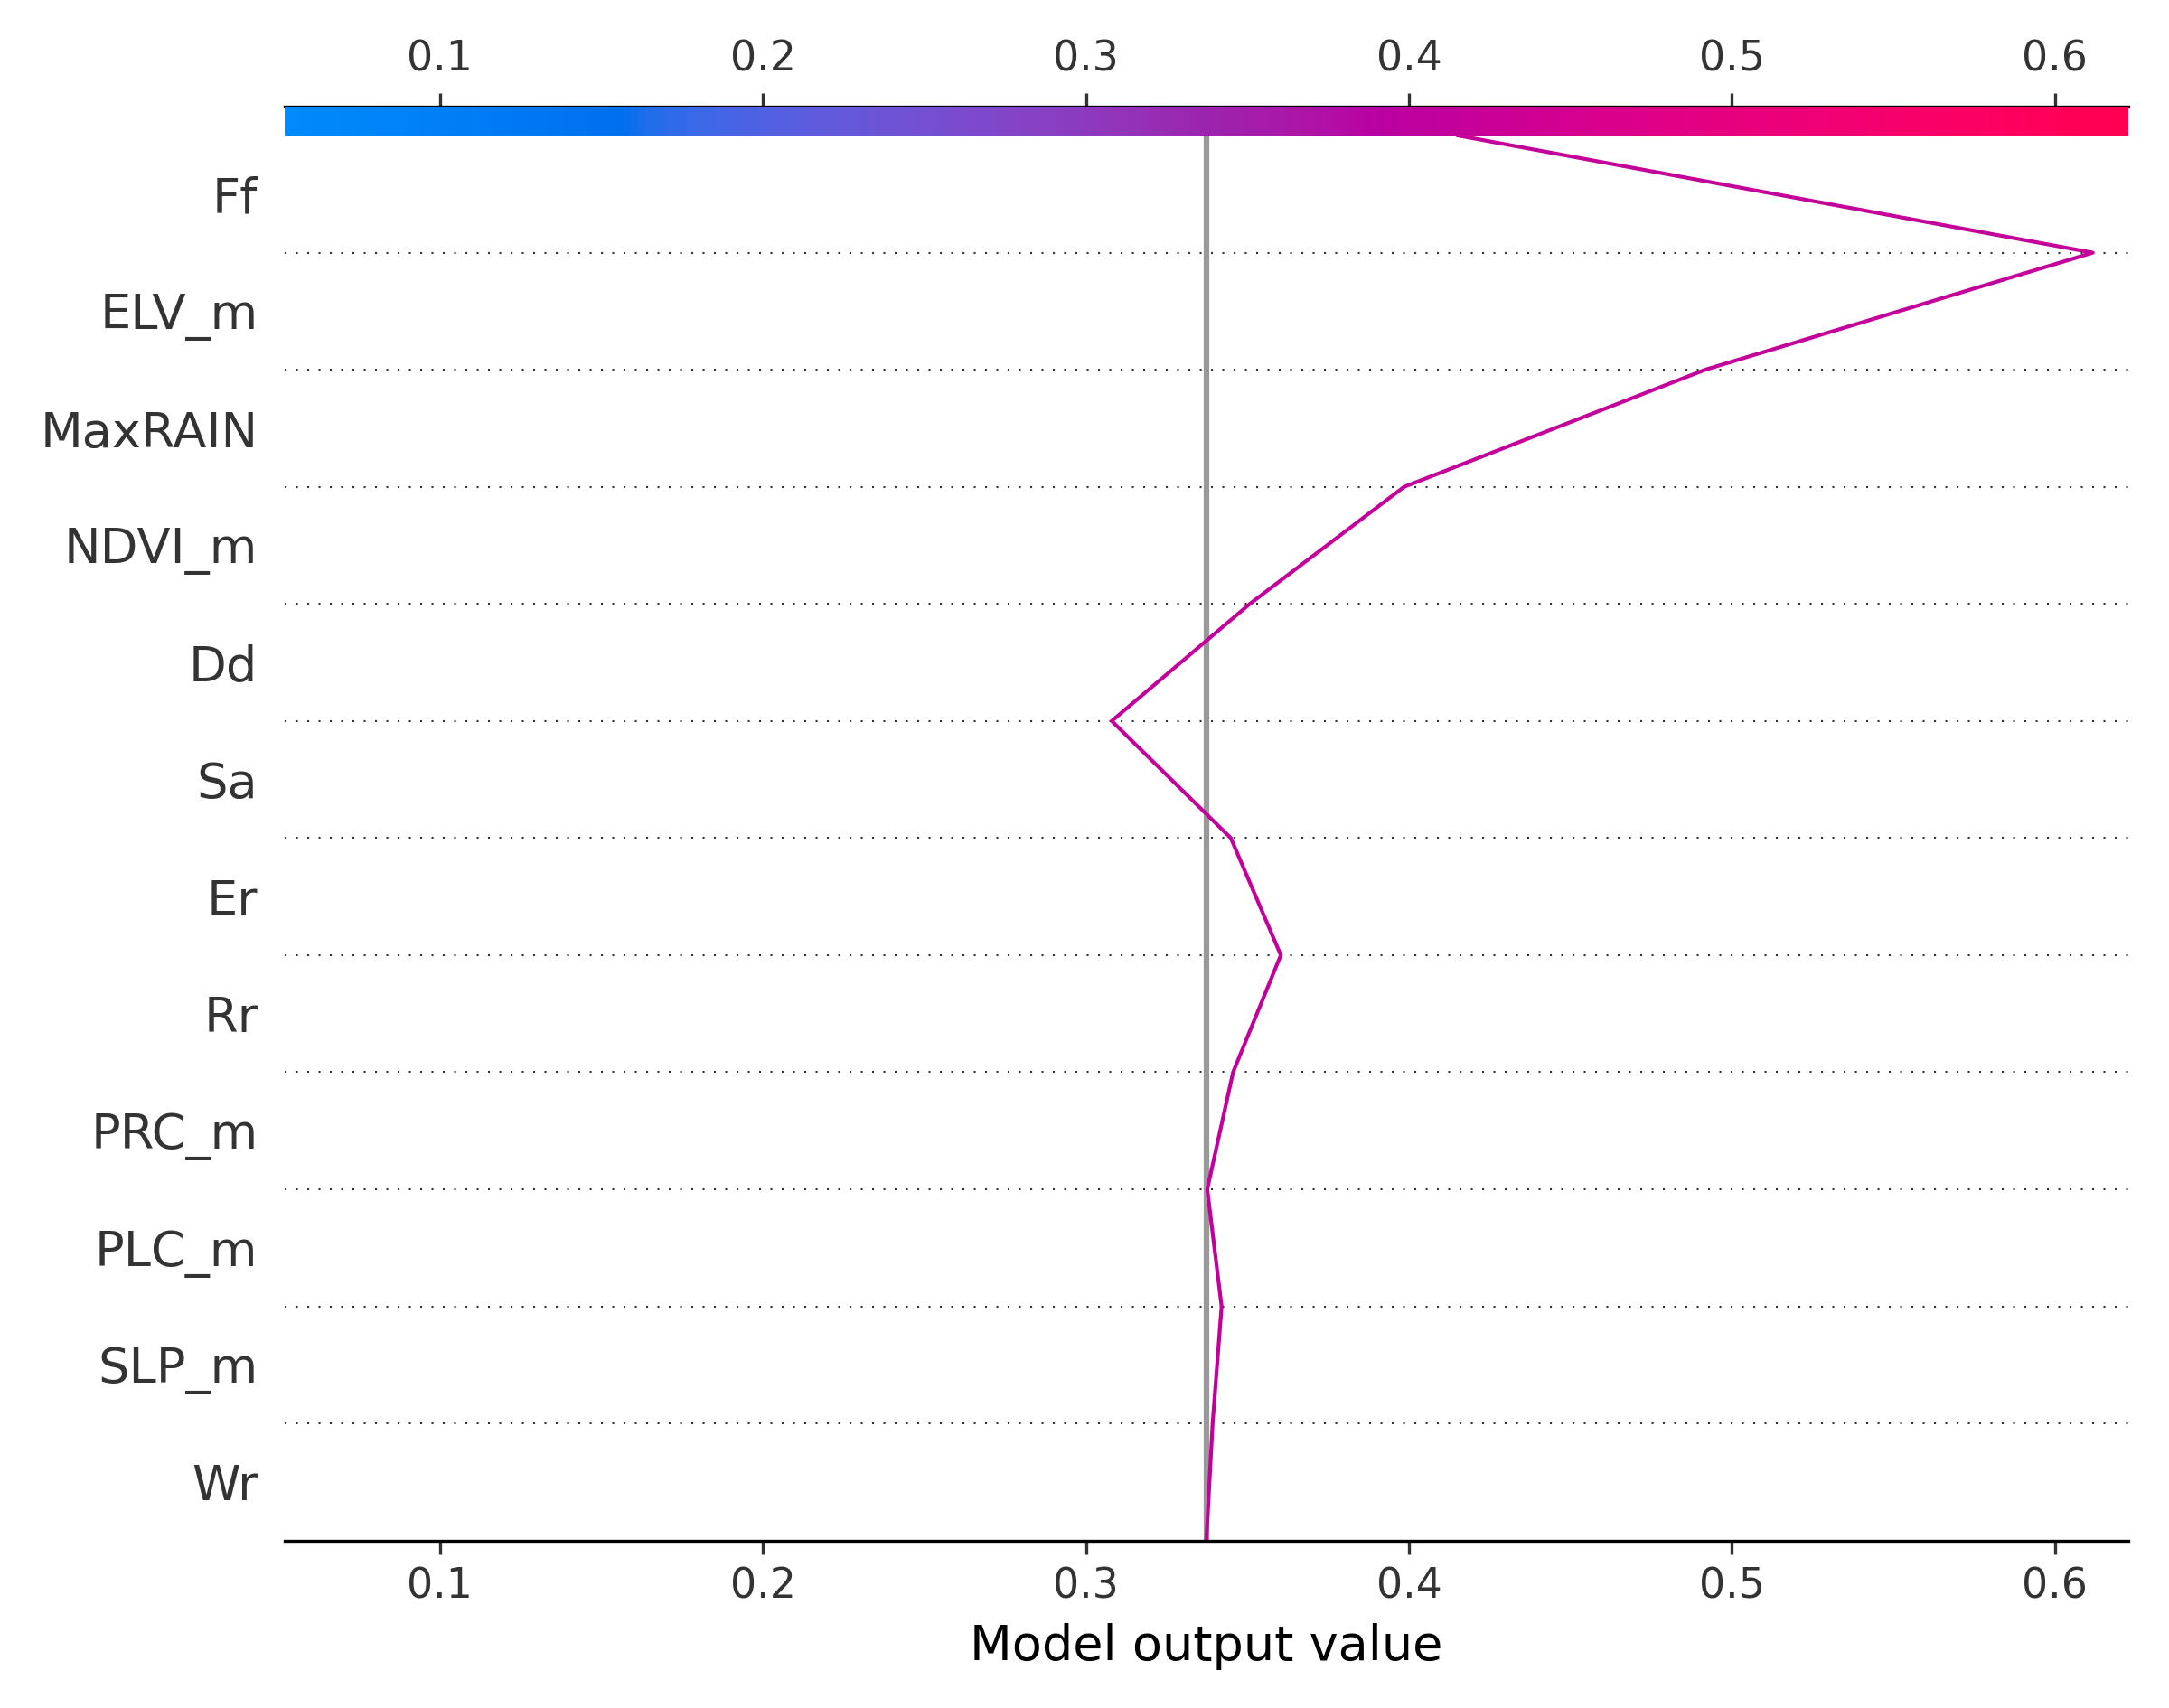 0.1 0.2 0.3 0.4 0.5 0.6
Ff
ELV_m
MaxRAIN
NDVI_m
Dd
Sa
Er
Rr
PRC_m
PLC_m
SLP_m
Wr
0.1 0.2 0.3 0.4 0.5 0.6
Model output value